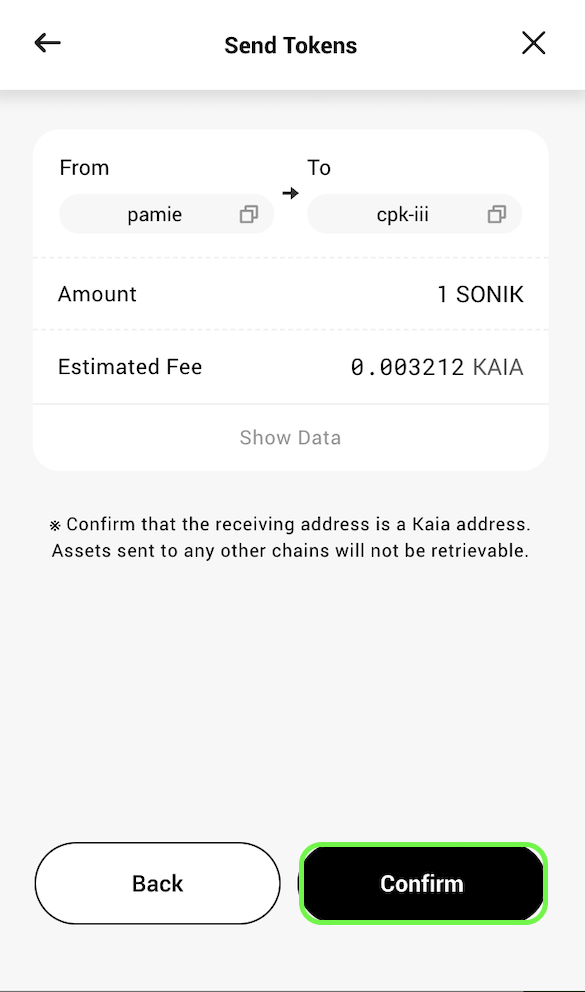 Send Tokens
From
To
pamie
cpk-iii
Amount
1 SONIK
Estimated Fee
0.003212 KAIA
Show Data
※ Confirm that the receiving address is a Kaia address.
Assets sent to any other chains will not be retrievable.
Back
Confirm